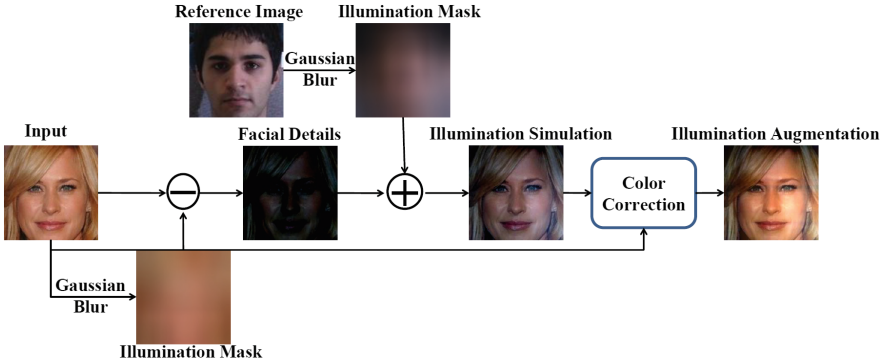 Reference Image
Illumination Mask
Gaussian
Blur
Input
Facial Details
Illumination Simulation
Illumination Augmentation
Color
Correction
Gaussian
Blur
Illumination Mask